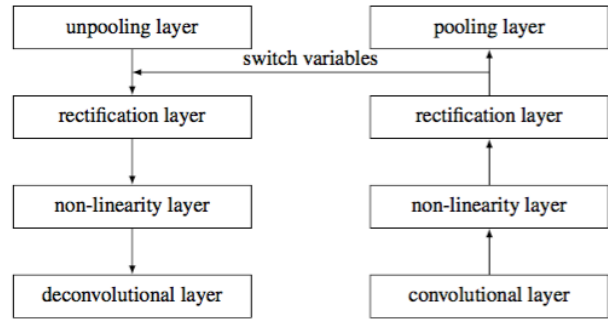 unpooling layer
pooling layer
switch variables
rectification layer
rectification layer
non-linearity layer
non-linearity layer
deconvolutional layer
convolutional layer